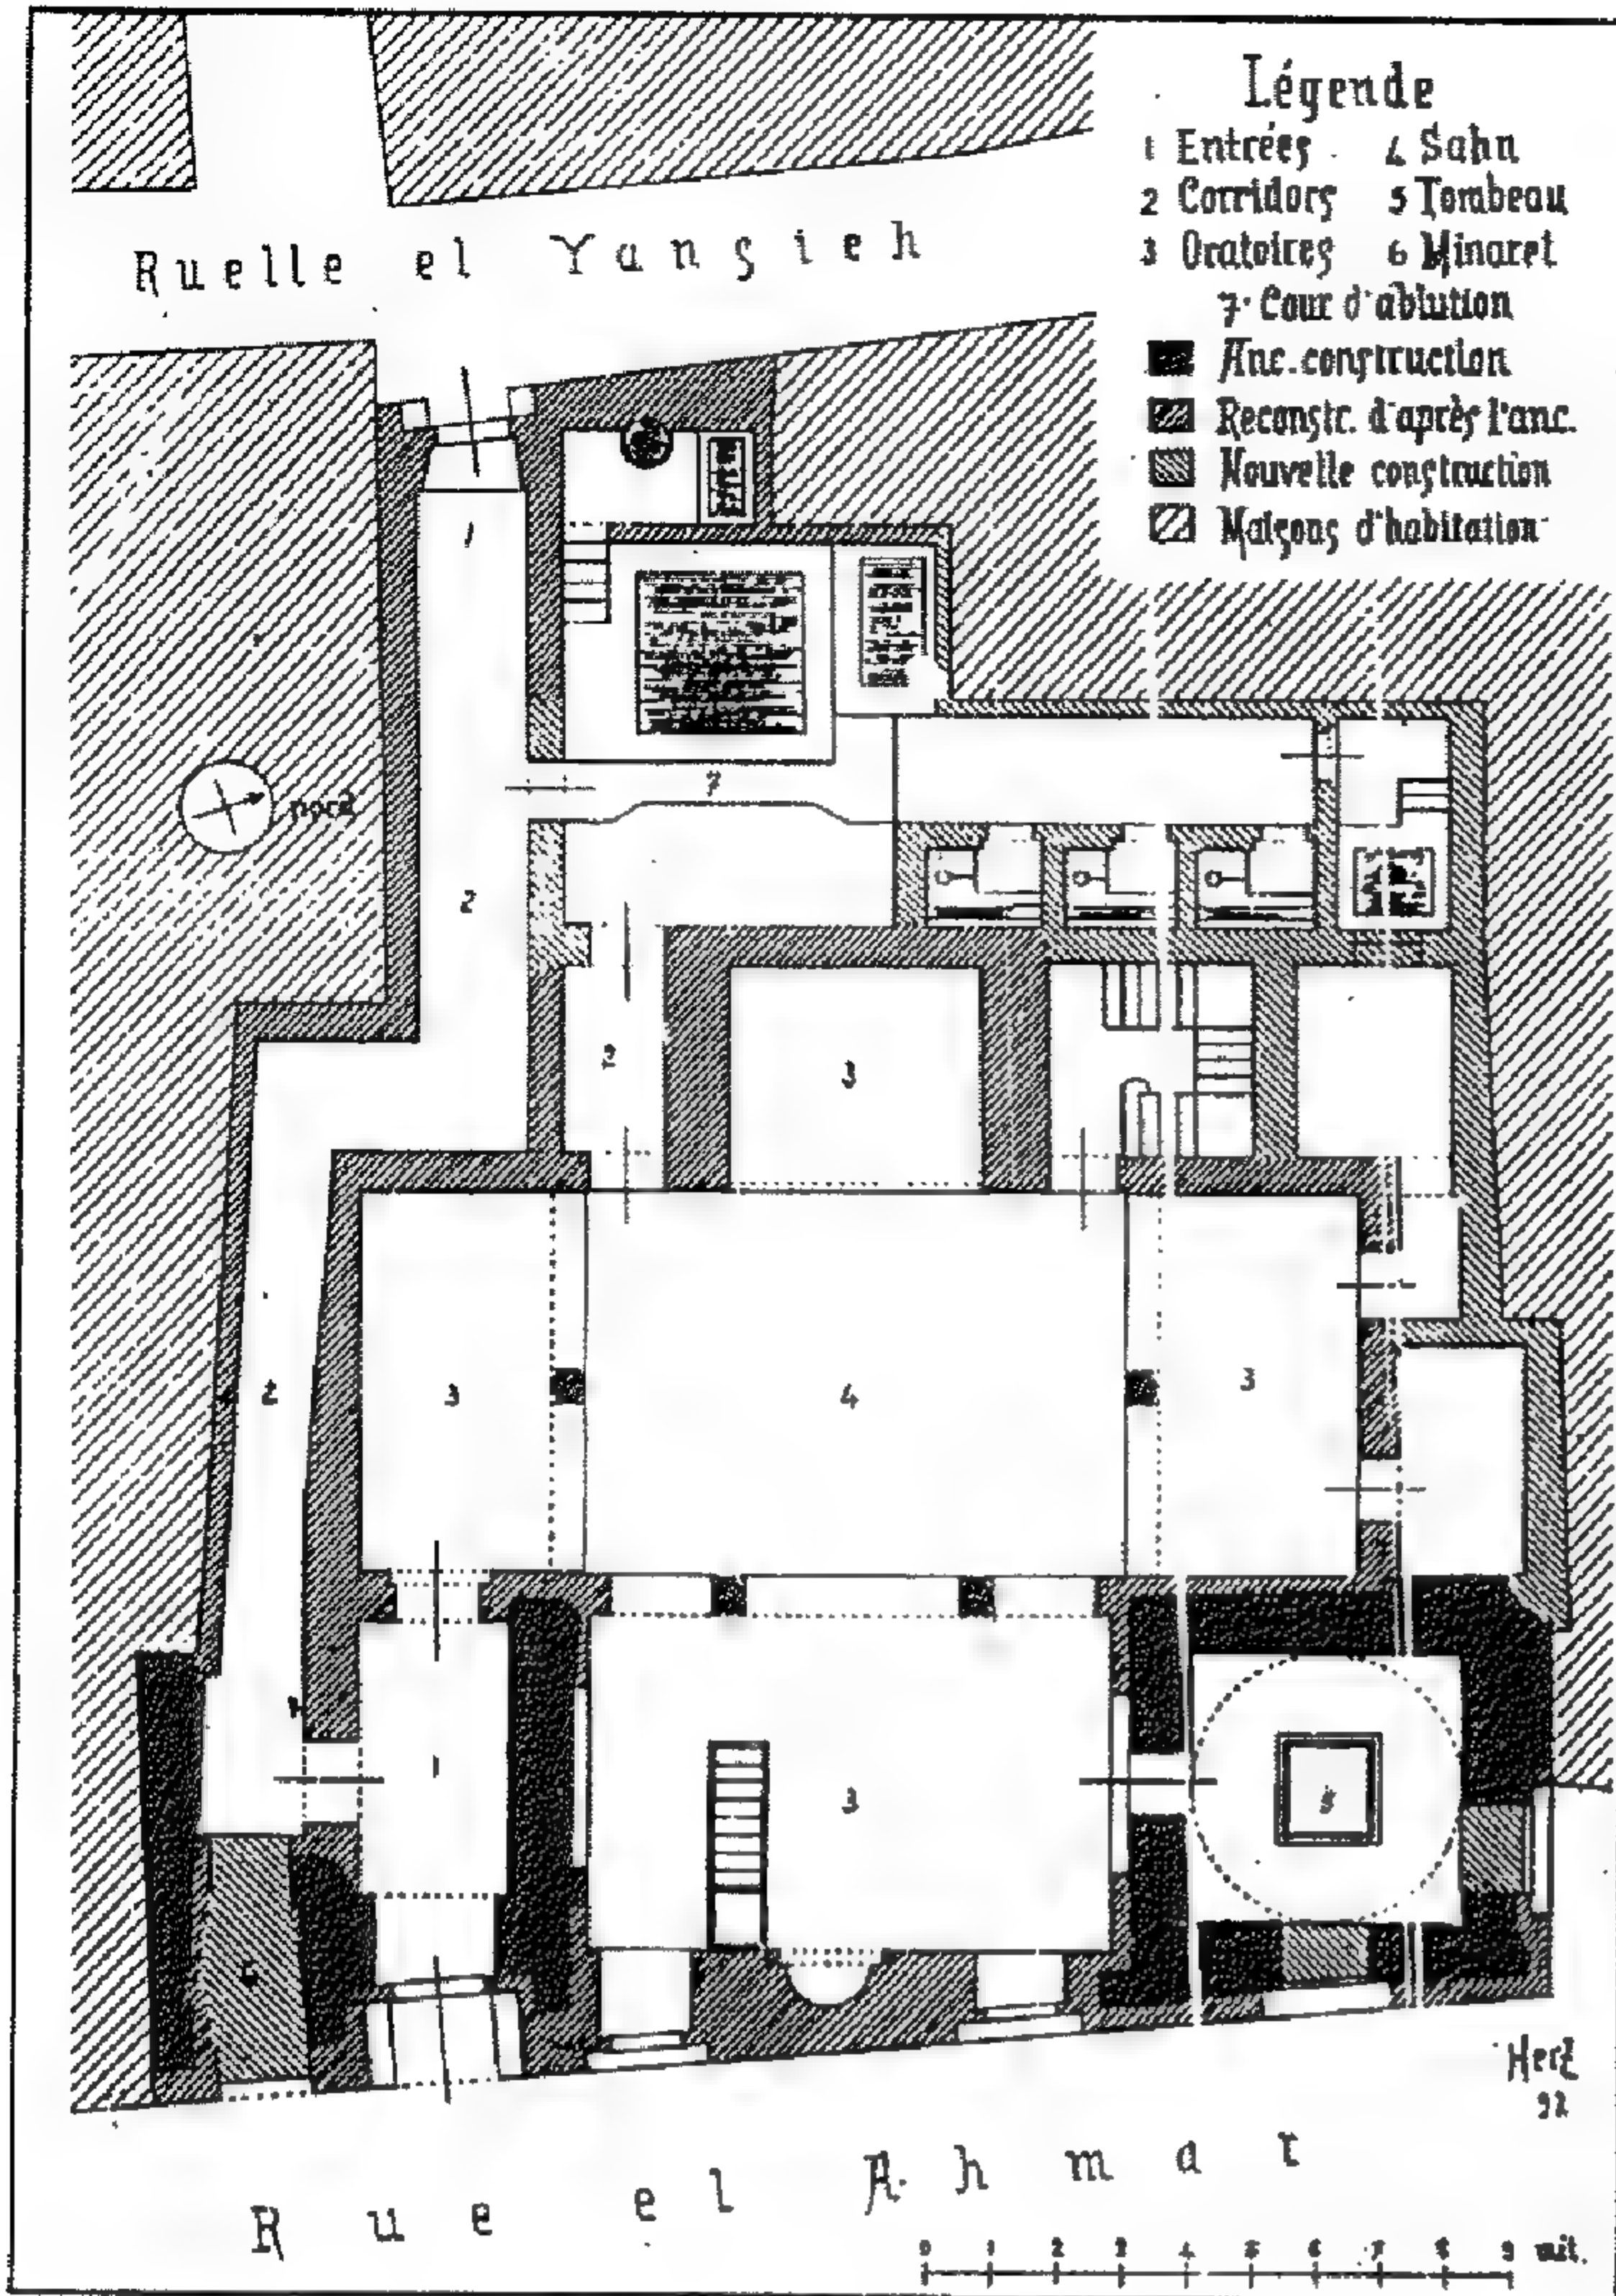 Légende
1 Entrées 4 Sahn
2 Corridors 5 Tombeau
3 Oratoires 6 Minaret
7. Cour d'ablution
Anc. construction
Reconstr. d'après l'anc.
Nouvelle construction
Maisons d'habitation
Ruelle el Yansieh
1
7
nord
2
2
3
2
3
4
3
1
3
5
6
Herz
92
Rue el Ahmar
0 1 2 3 4 5 6 7 8 9 mit.